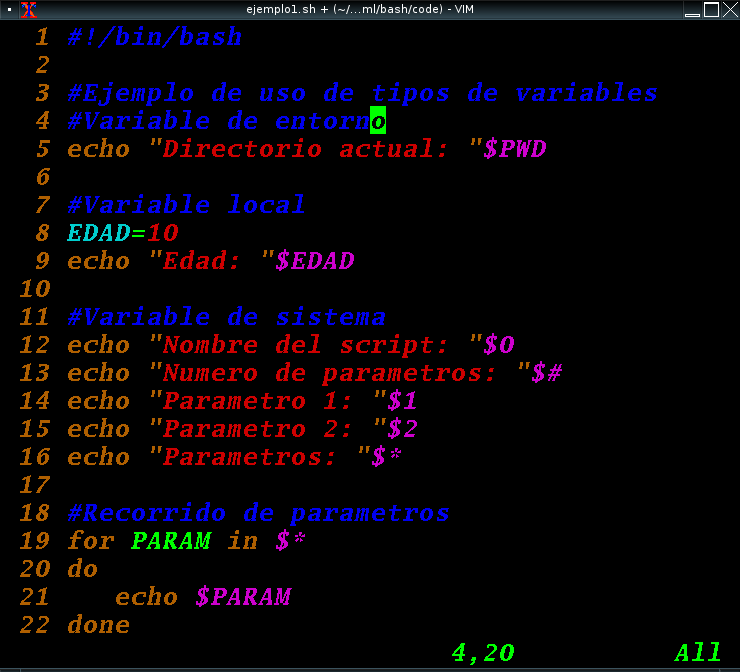 ejemplo1.sh + (~/...ml/bash/code) - VIM
1 #!/bin/bash
2
3 #Ejemplo de uso de tipos de variables
4 #Variable de entorno
5 echo "Directorio actual: "$PWD
6
7 #Variable local
8 EDAD=10
9 echo "Edad: "$EDAD
10
11 #Variable de sistema
12 echo "Nombre del script: "$0
13 echo "Numero de parametros: "$#
14 echo "Parametro 1: "$1
15 echo "Parametro 2: "$2
16 echo "Parametros: "$*
17
18 #Recorrido de parametros
19 for PARAM in $*
20 do
21    echo $PARAM
22 done
4,20 All